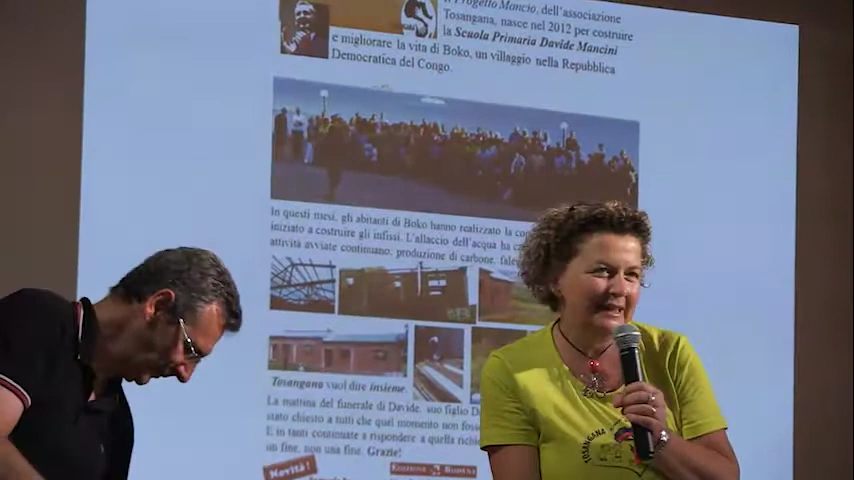 Il Progetto Mancio, dell'associazione
Tosangana, nasce nel 2012 per costruire
la Scuola Primaria Davide Mancini
e migliorare la vita di Boko, un villaggio nella Repubblica
Democratica del Congo.
In questi mesi, gli abitanti di Boko hanno realizzato la
iniziato a costruire gli infissi. L'allaccio dell'acqua
attività avviate continuano, produzione di carbone,
Tosangana vuol dire insieme
La mattina del funerale di Davide, suo figlio
stato chiesto a tutti che quel momento non
E in tanti continuate a rispondere a quella
un fine, non una fine. Grazie!
Novità!
TOSANGANA